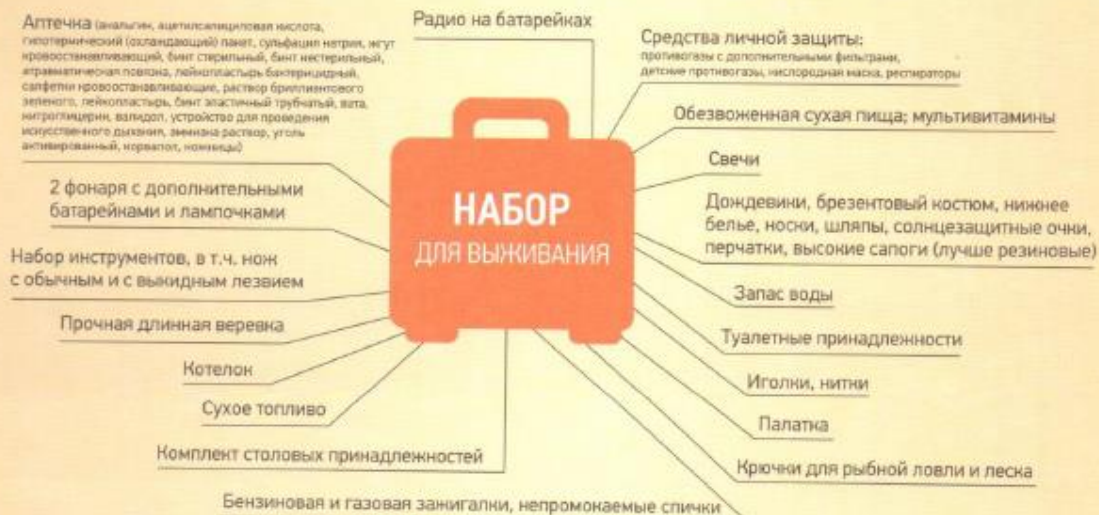 Аптечка (анальгин, ацетилсалициловая кислота,
гипотермический (охлаждающий) пакет, сульфацил натрия, жгут
кровоостанавливающий, бинт стерильный, бинт нестерильный,
атравматическая повязка, лейкопластырь бактерицидный,
салфетки кровоостанавливающие, раствор бриллиантового
зеленого, лейкопластырь, бинт эластичный трубчатый, вата,
нитроглицерин, валидол, устройство для проведения
искусственного дыхания, аммиака раствор, уголь
активированный, корвалол, ножницы)
2 фонаря с дополнительными
батарейками и лампочками
Набор инструментов, в т.ч. нож
с обычным и с выкидным лезвием
Прочная длинная веревка
Котелок
Сухое топливо
Комплект столовых принадлежностей
Бензиновая и газовая зажигалки, непромокаемые спички
НАБОР
ДЛЯ ВЫЖИВАНИЯ
Радио на батарейках
Средства личной защиты:
противогазы с дополнительными фильтрами,
детские противогазы, кислородная маска, респираторы
Обезвоженная сухая пища; мультивитамины
Свечи
Дождевики, брезентовый костюм, нижнее
белье, носки, шляпы, солнцезащитные очки,
перчатки, высокие сапоги (лучше резиновые)
Запас воды
Туалетные принадлежности
Иголки, нитки
Палатка
Крючки для рыбной ловли и леска